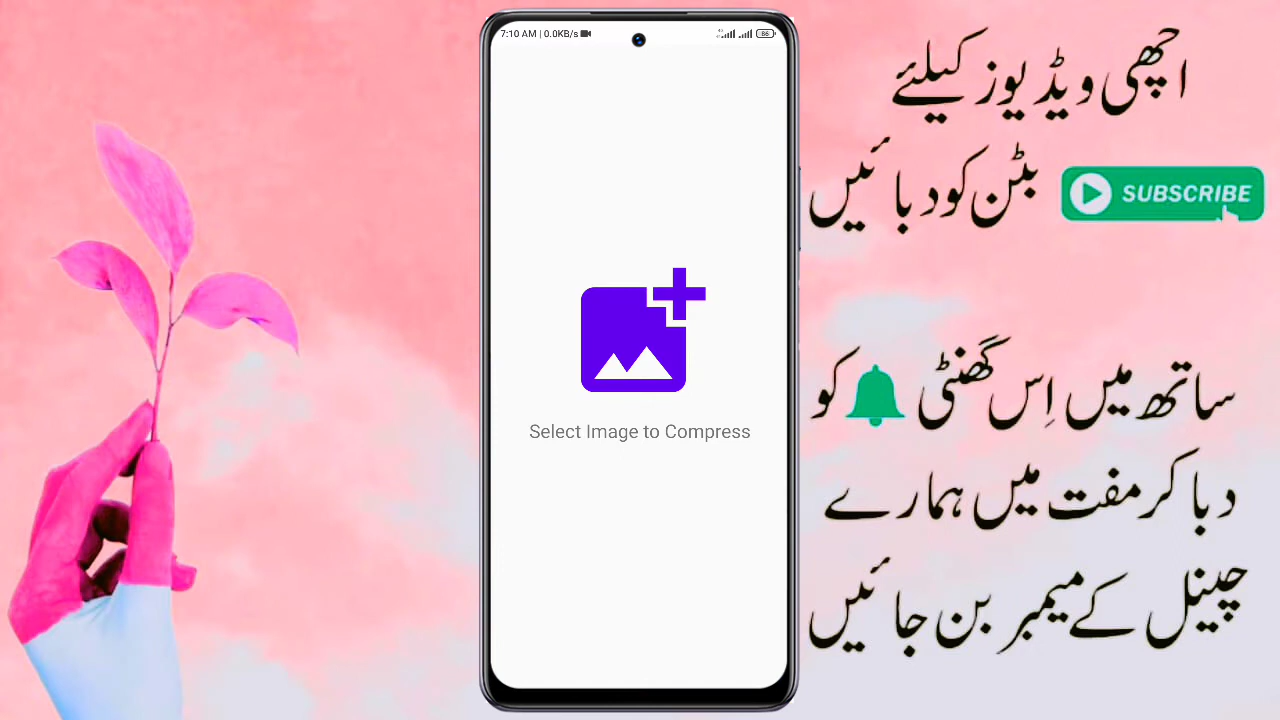 7:10 AM | 0.0KB/s
86
Select Image to Compress
اچھی ویڈیوز کیلئے
SUBSCRIBE بٹن کو دبائیں
ساتھ میں اِس گھنٹی کو
دبا کر مفت میں ہمارے
چینل کے میمبر بن جائیں